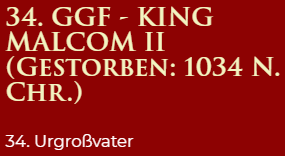 34. GGF - KING
MALCOM II
(GESTORBEN: 1034 N.
CHR.)
34. Urgroßvater